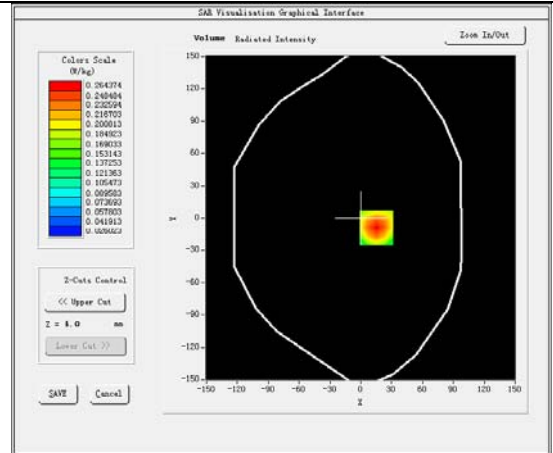 SAR Visualisation Graphical Interface
Volume Radiated Intensity
Zoom In/Out
Colors Scale
(W/kg)
0.264374
0.248484
0.232594
0.216703
0.200813
0.184923
0.169033
0.153143
0.137253
0.121363
0.105473
0.089583
0.073693
0.057803
0.041913
0.026023
150
120
90
60
30
0
-30
-60
-90
-120
-150
Y
-150 -120 -90 -60 -30 0 30 60 90 120 150
X
Z-Cuts Control
<< Upper Cut
Z = 4.0 mm
Lower Cut >>
SAVE Cancel